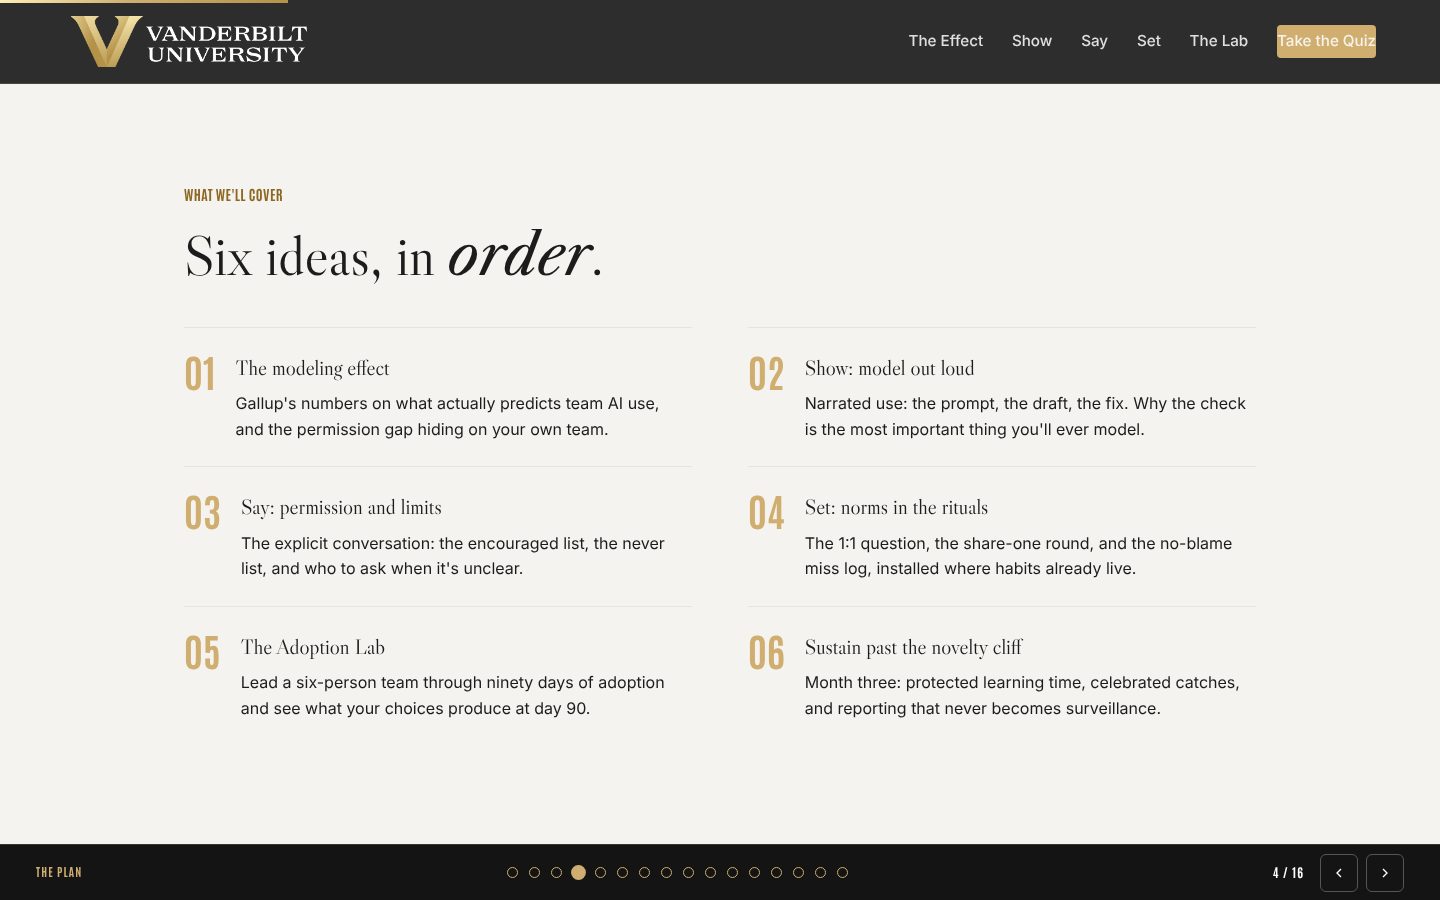 VANDERBILT
UNIVERSITY
The Effect
Show
Say
Set
The Lab
Take the Quiz
WHAT WE'LL COVER
Six ideas, in order.
01
The modeling effect
Gallup's numbers on what actually predicts team AI use,
and the permission gap hiding on your own team.
02
Show: model out loud
Narrated use: the prompt, the draft, the fix. Why the check
is the most important thing you'll ever model.
03
Say: permission and limits
The explicit conversation: the encouraged list, the never
list, and who to ask when it's unclear.
04
Set: norms in the rituals
The 1:1 question, the share-one round, and the no-blame
miss log, installed where habits already live.
05
The Adoption Lab
Lead a six-person team through ninety days of adoption
and see what your choices produce at day 90.
06
Sustain past the novelty cliff
Month three: protected learning time, celebrated catches,
and reporting that never becomes surveillance.
THE PLAN
4 / 16